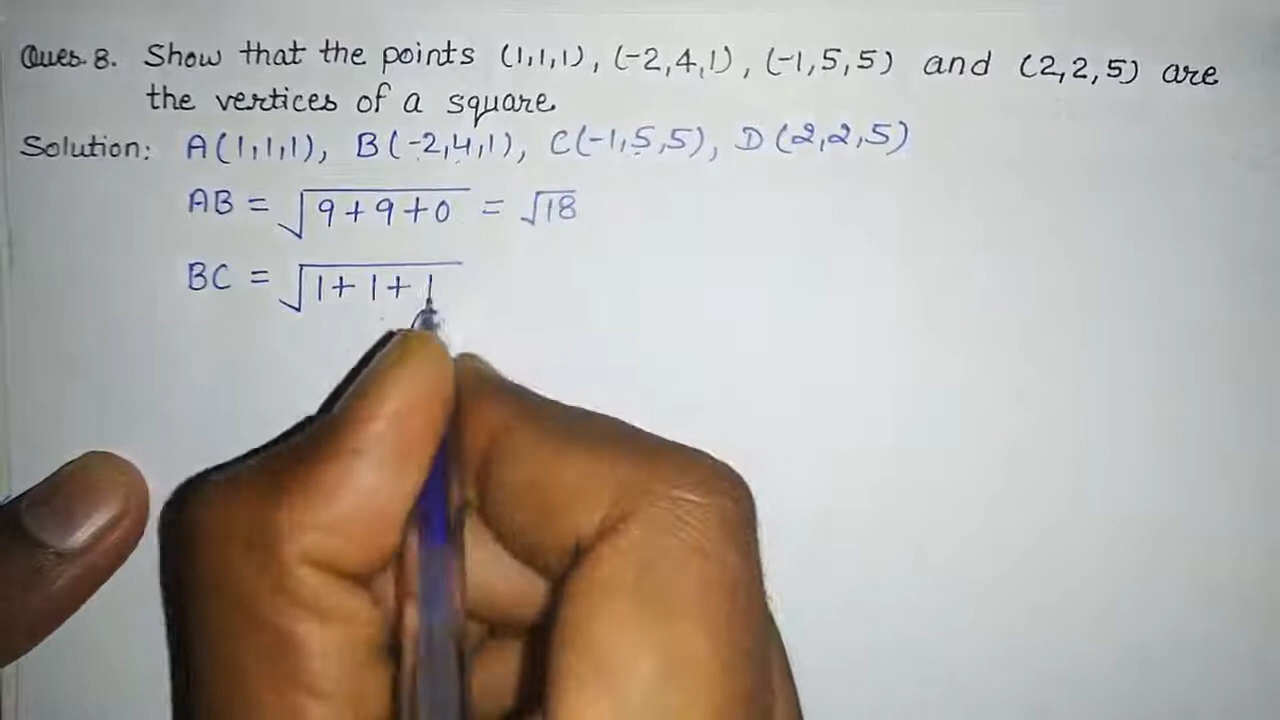 Ques. 8. Show that the points (1,1,1), (-2,4,1), (-1,5,5) and (2,2,5) are
the vertices of a square.
Solution: A(1,1,1), B(-2,4,1), C(-1,5,5), D(2,2,5)
AB = √9+9+0 = √18
BC = √1+1+1